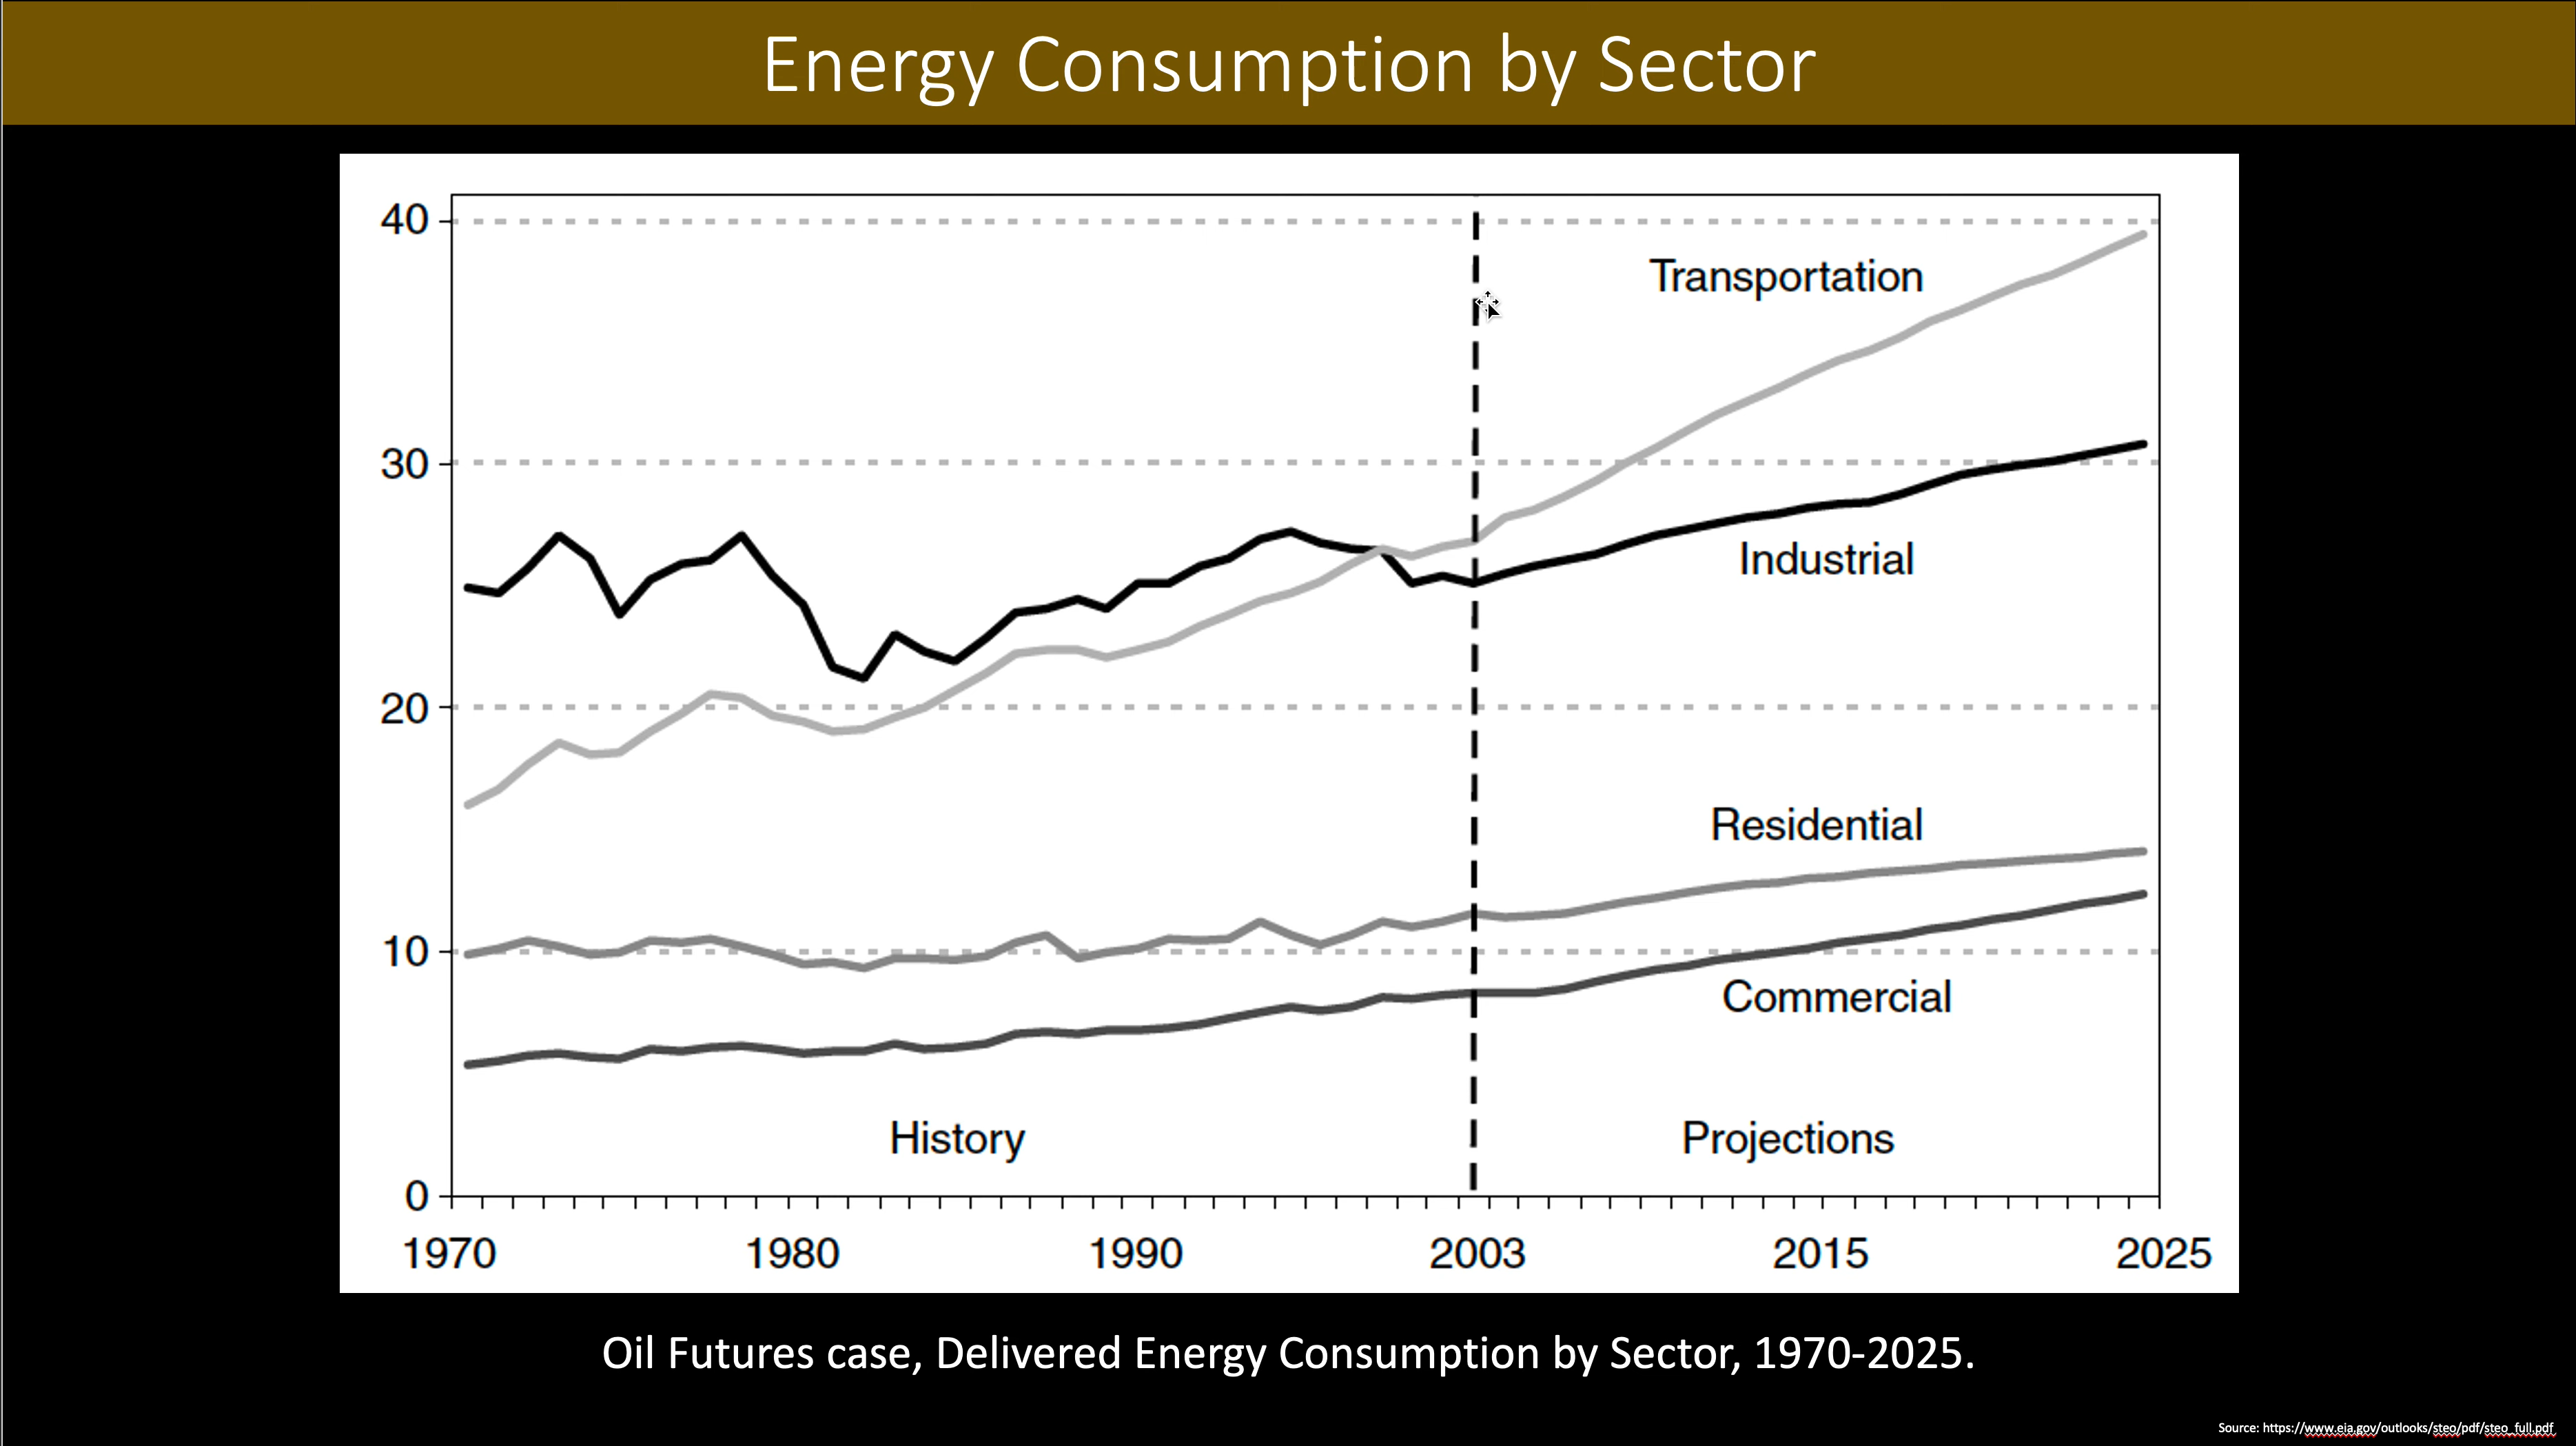 Energy Consumption by Sector
40
Transportation
30
Industrial
20
Residential
10
Commercial
History Projections
0
1970 1980 1990 2003 2015 2025
Oil Futures case, Delivered Energy Consumption by Sector, 1970-2025.
Source: https://www.eia.gov/outlooks/steo/pdf/steo_full.pdf